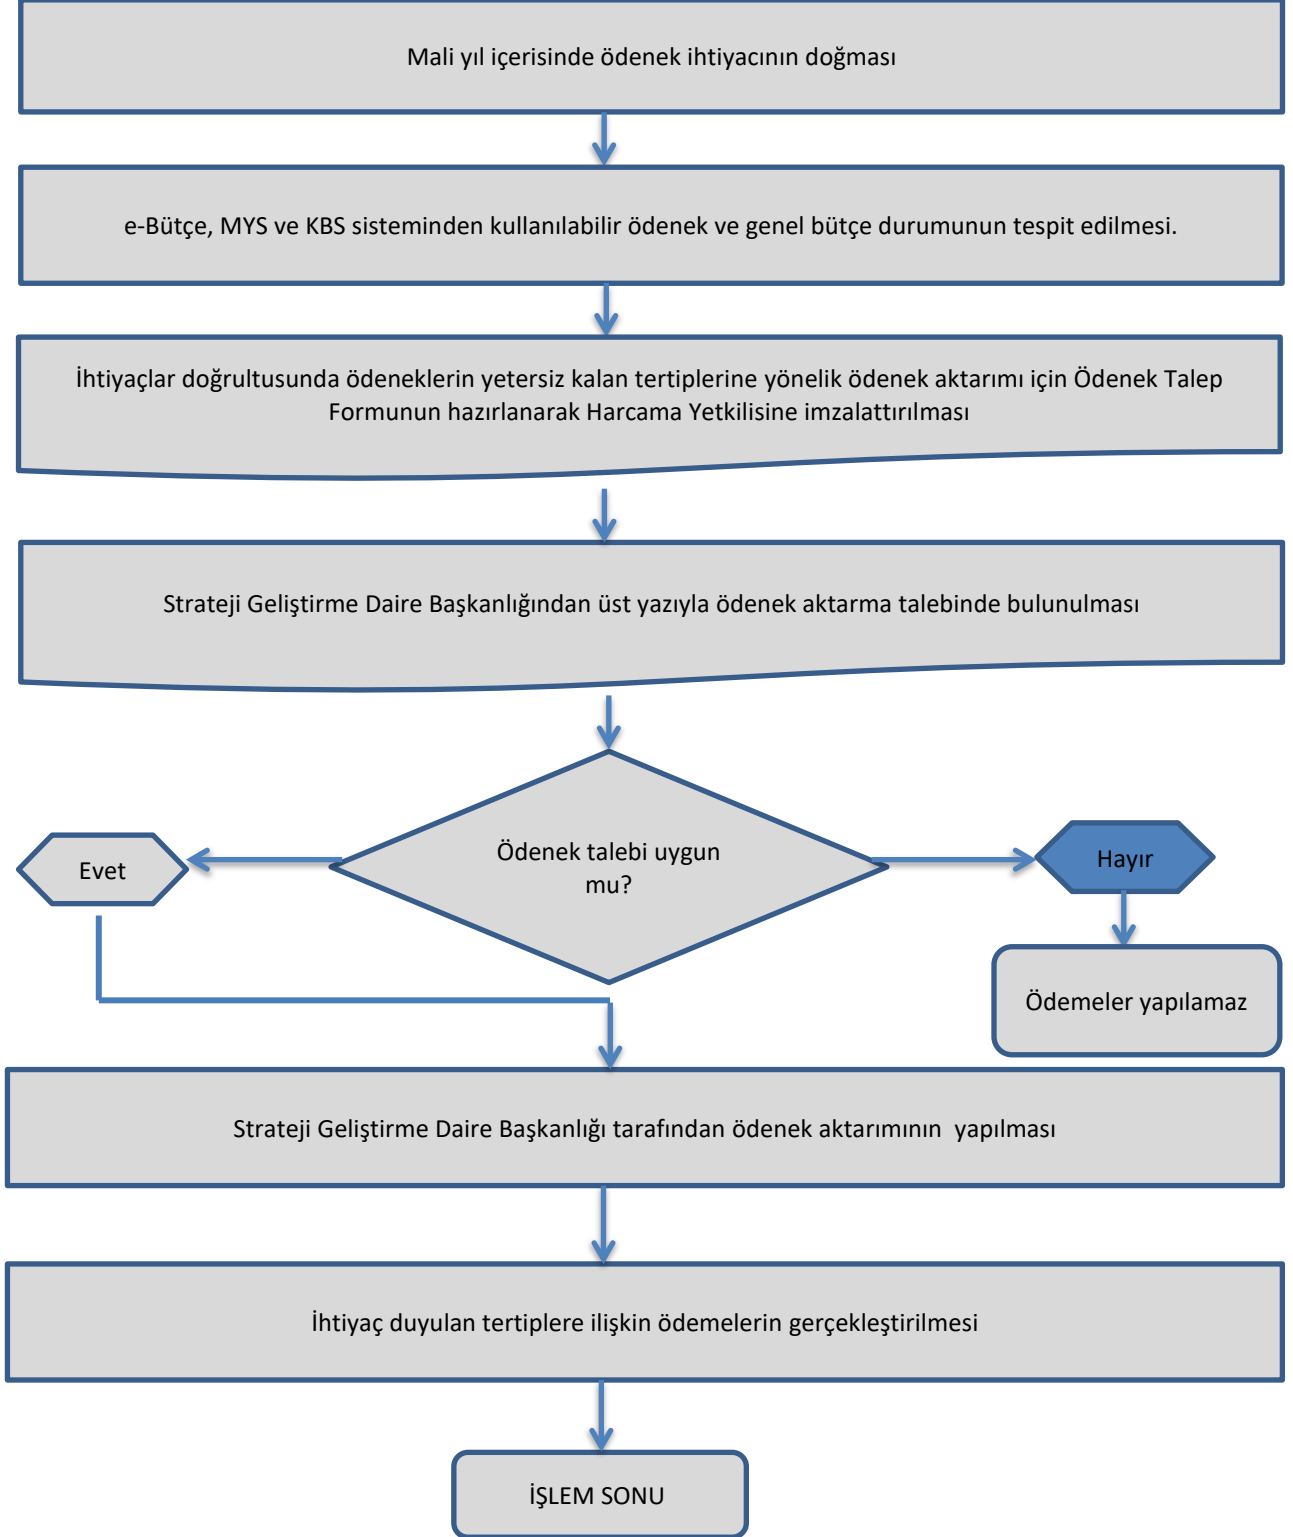 Mali yıl içerisinde ödenek ihtiyacının doğması
e-Bütçe, MYS ve KBS sisteminden kullanılabilir ödenek ve genel bütçe durumunun tespit edilmesi.
İhtiyaçlar doğrultusunda ödeneklerin yetersiz kalan tertiplerine yönelik ödenek aktarımı için Ödenek Talep
Formunun hazırlanarak Harcama Yetkilisine imzalattırılması
Strateji Geliştirme Daire Başkanlığından üst yazıyla ödenek aktarma talebinde bulunulması
Ödenek talebi uygun
mu?
Evet
Hayır
Ödemeler yapılamaz
Strateji Geliştirme Daire Başkanlığı tarafından ödenek aktarımının  yapılması
İhtiyaç duyulan tertiplere ilişkin ödemelerin gerçekleştirilmesi
İŞLEM SONU